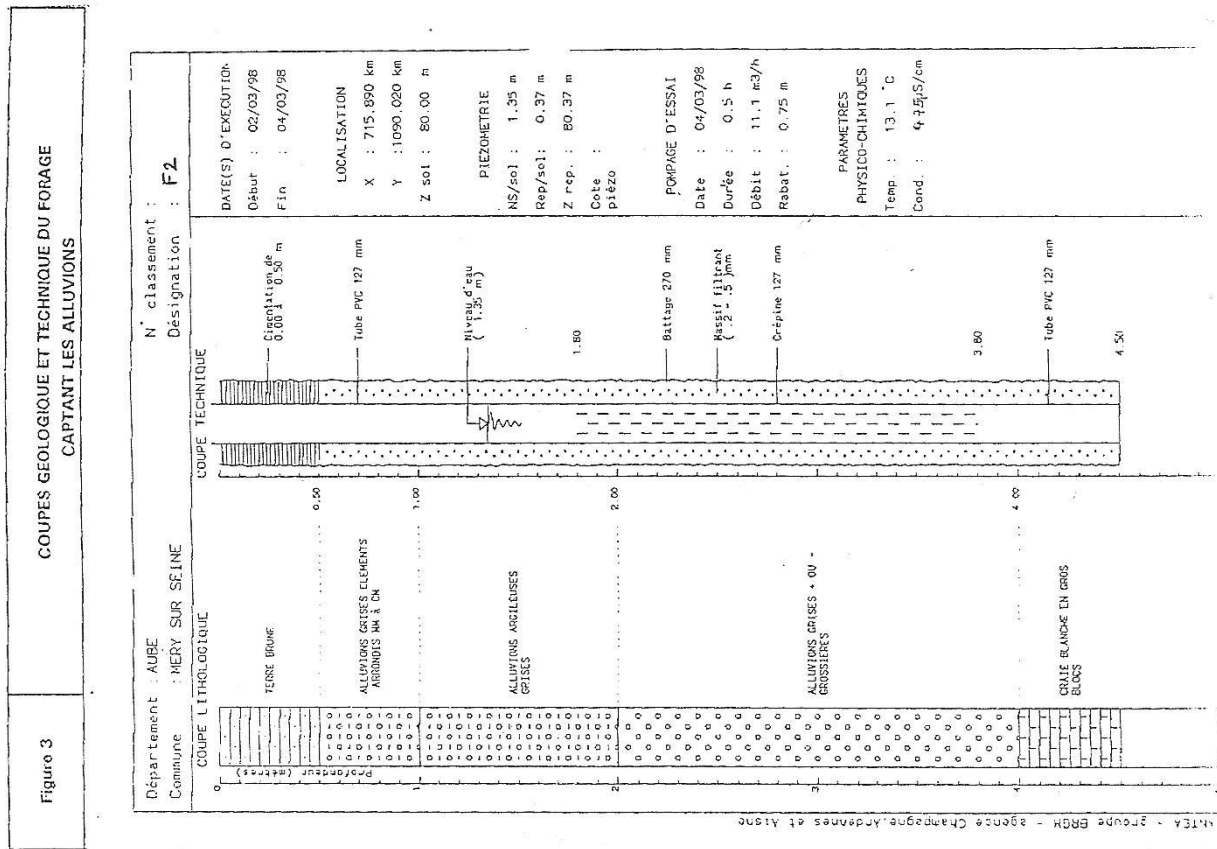 Figure 3
COUPES GEOLOGIQUE ET TECHNIQUE DU FORAGE
CAPTANT LES ALLUVIONS
Département : AUBE
Commune : MERY SUR SEINE
N° classement :
Désignation : F2
COUPE LITHOLOGIQUE
COUPE TECHNIQUE
Profondeur (mètres)
0
1
2
3
4
TERRE BRUNE
0.50
ALLUVIONS GRISES ELEMENTS
ARRONDIS MM à CM
1.00
ALLUVIONS ARGILEUSES
GRISES
2.00
ALLUVIONS GRISES + OU -
GROSSIERES
4.00
CRAIE BLANCHE EN GROS
BLOCS
Cimentation de
0.00 à 0.50 m
Tube PVC 127 mm
Niveau d'eau
( 1.35 m)
1.80
Battage 270 mm
Massif filtrant
( .2 - .5 )mm
Crépine 127 mm
3.80
Tube PVC 127 mm
4.50
DATE(S) D'EXECUTION
Début : 02/03/98
Fin : 04/03/98
LOCALISATION
X : 715.890 km
Y :1090.020 km
Z sol : 80.00 m
PIEZOMETRIE
NS/sol : 1.35 m
Rep/sol: 0.37 m
Z rep. : 80.37 m
Cote :
piézo
POMPAGE D'ESSAI
Date : 04/03/98
Durée : 0.5 h
Débit : 11.1 m3/h
Rabat. : 0.75 m
PARAMETRES
PHYSICO-CHIMIQUES
Temp. : 13.1 °C
Cond. : 475µS/cm
ANTEA - groupe BRGM - agence Champagne.Ardennes et Aisne